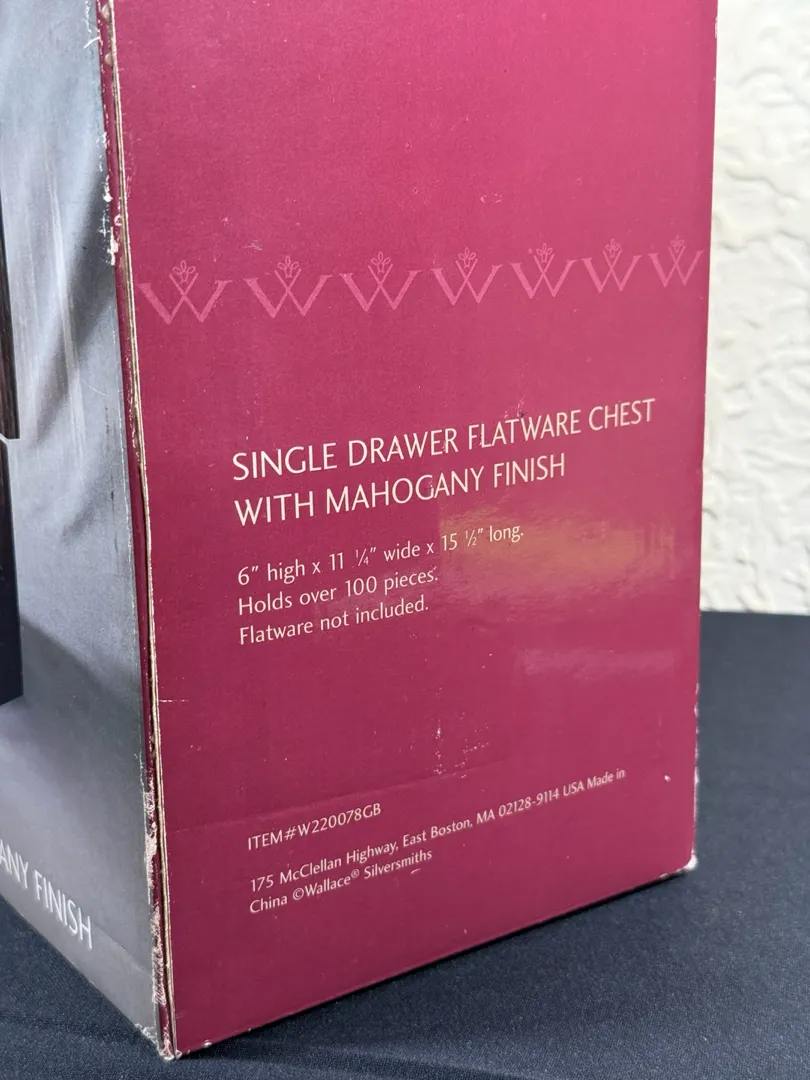 W W W W W W W
SINGLE DRAWER FLATWARE CHEST
WITH MAHOGANY FINISH
6" high x 11 ¼" wide x 15 ½" long.
Holds over 100 pieces.
Flatware not included.
ITEM#W220078GB
175 McClellan Highway, East Boston, MA 02128-9114 USA Made in
China ©Wallace® Silversmiths
ANY FINISH